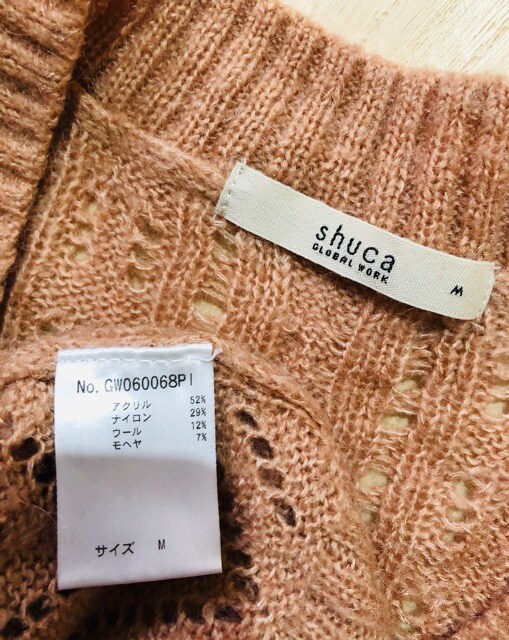 shuca
GLOBAL WORK
M
No. GW060068PI
アクリル 52%
ナイロン 29%
ウール 12%
モヘヤ 7%
サイズ M